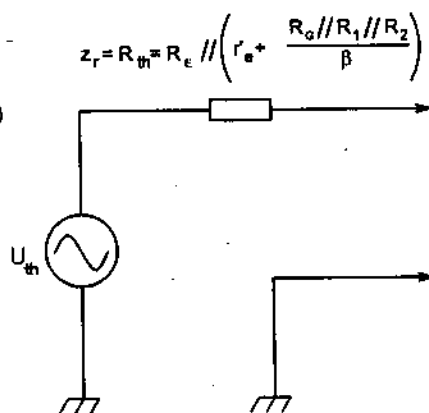 z_r = R_th = R_E // (r'_e + (R_G // R_1 // R_2) / β)
U_th